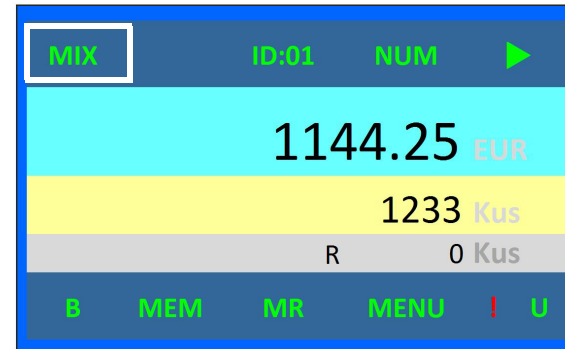 MIX ID:01 NUM
1144.25 EUR
1233 Kus
R 0 Kus
B MEM MR MENU ! U